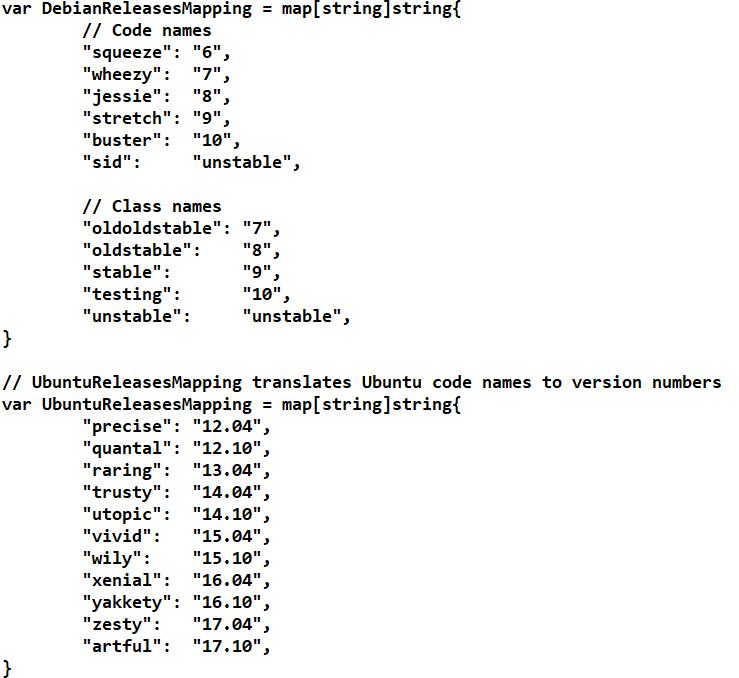 var DebianReleasesMapping = map[string]string{
        // Code names
        "squeeze": "6",
        "wheezy":  "7",
        "jessie":  "8",
        "stretch": "9",
        "buster":  "10",
        "sid":     "unstable",

        // Class names
        "oldoldstable": "7",
        "oldstable":    "8",
        "stable":       "9",
        "testing":      "10",
        "unstable":     "unstable",
}

// UbuntuReleasesMapping translates Ubuntu code names to version numbers
var UbuntuReleasesMapping = map[string]string{
        "precise": "12.04",
        "quantal": "12.10",
        "raring":  "13.04",
        "trusty":  "14.04",
        "utopic":  "14.10",
        "vivid":   "15.04",
        "wily":    "15.10",
        "xenial":  "16.04",
        "yakkety": "16.10",
        "zesty":   "17.04",
        "artful":  "17.10",
}